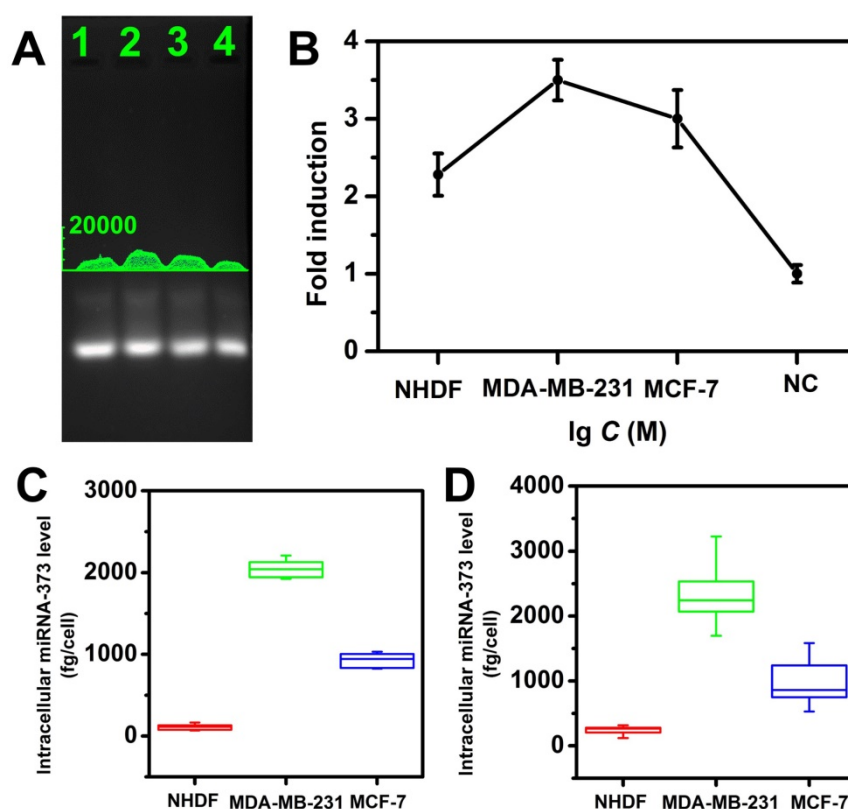 A
1 2 3 4
20000
B
Fold induction
4
3
2
1
0
NHDF MDA-MB-231 MCF-7 NC
lg C (M)
C
Intracellular miRNA-373 level
(fg/cell)
3000
2000
1000
0
NHDF MDA-MB-231 MCF-7
D
Intracellular miRNA-373 level
(fg/cell)
4000
3000
2000
1000
0
NHDF MDA-MB-231 MCF-7